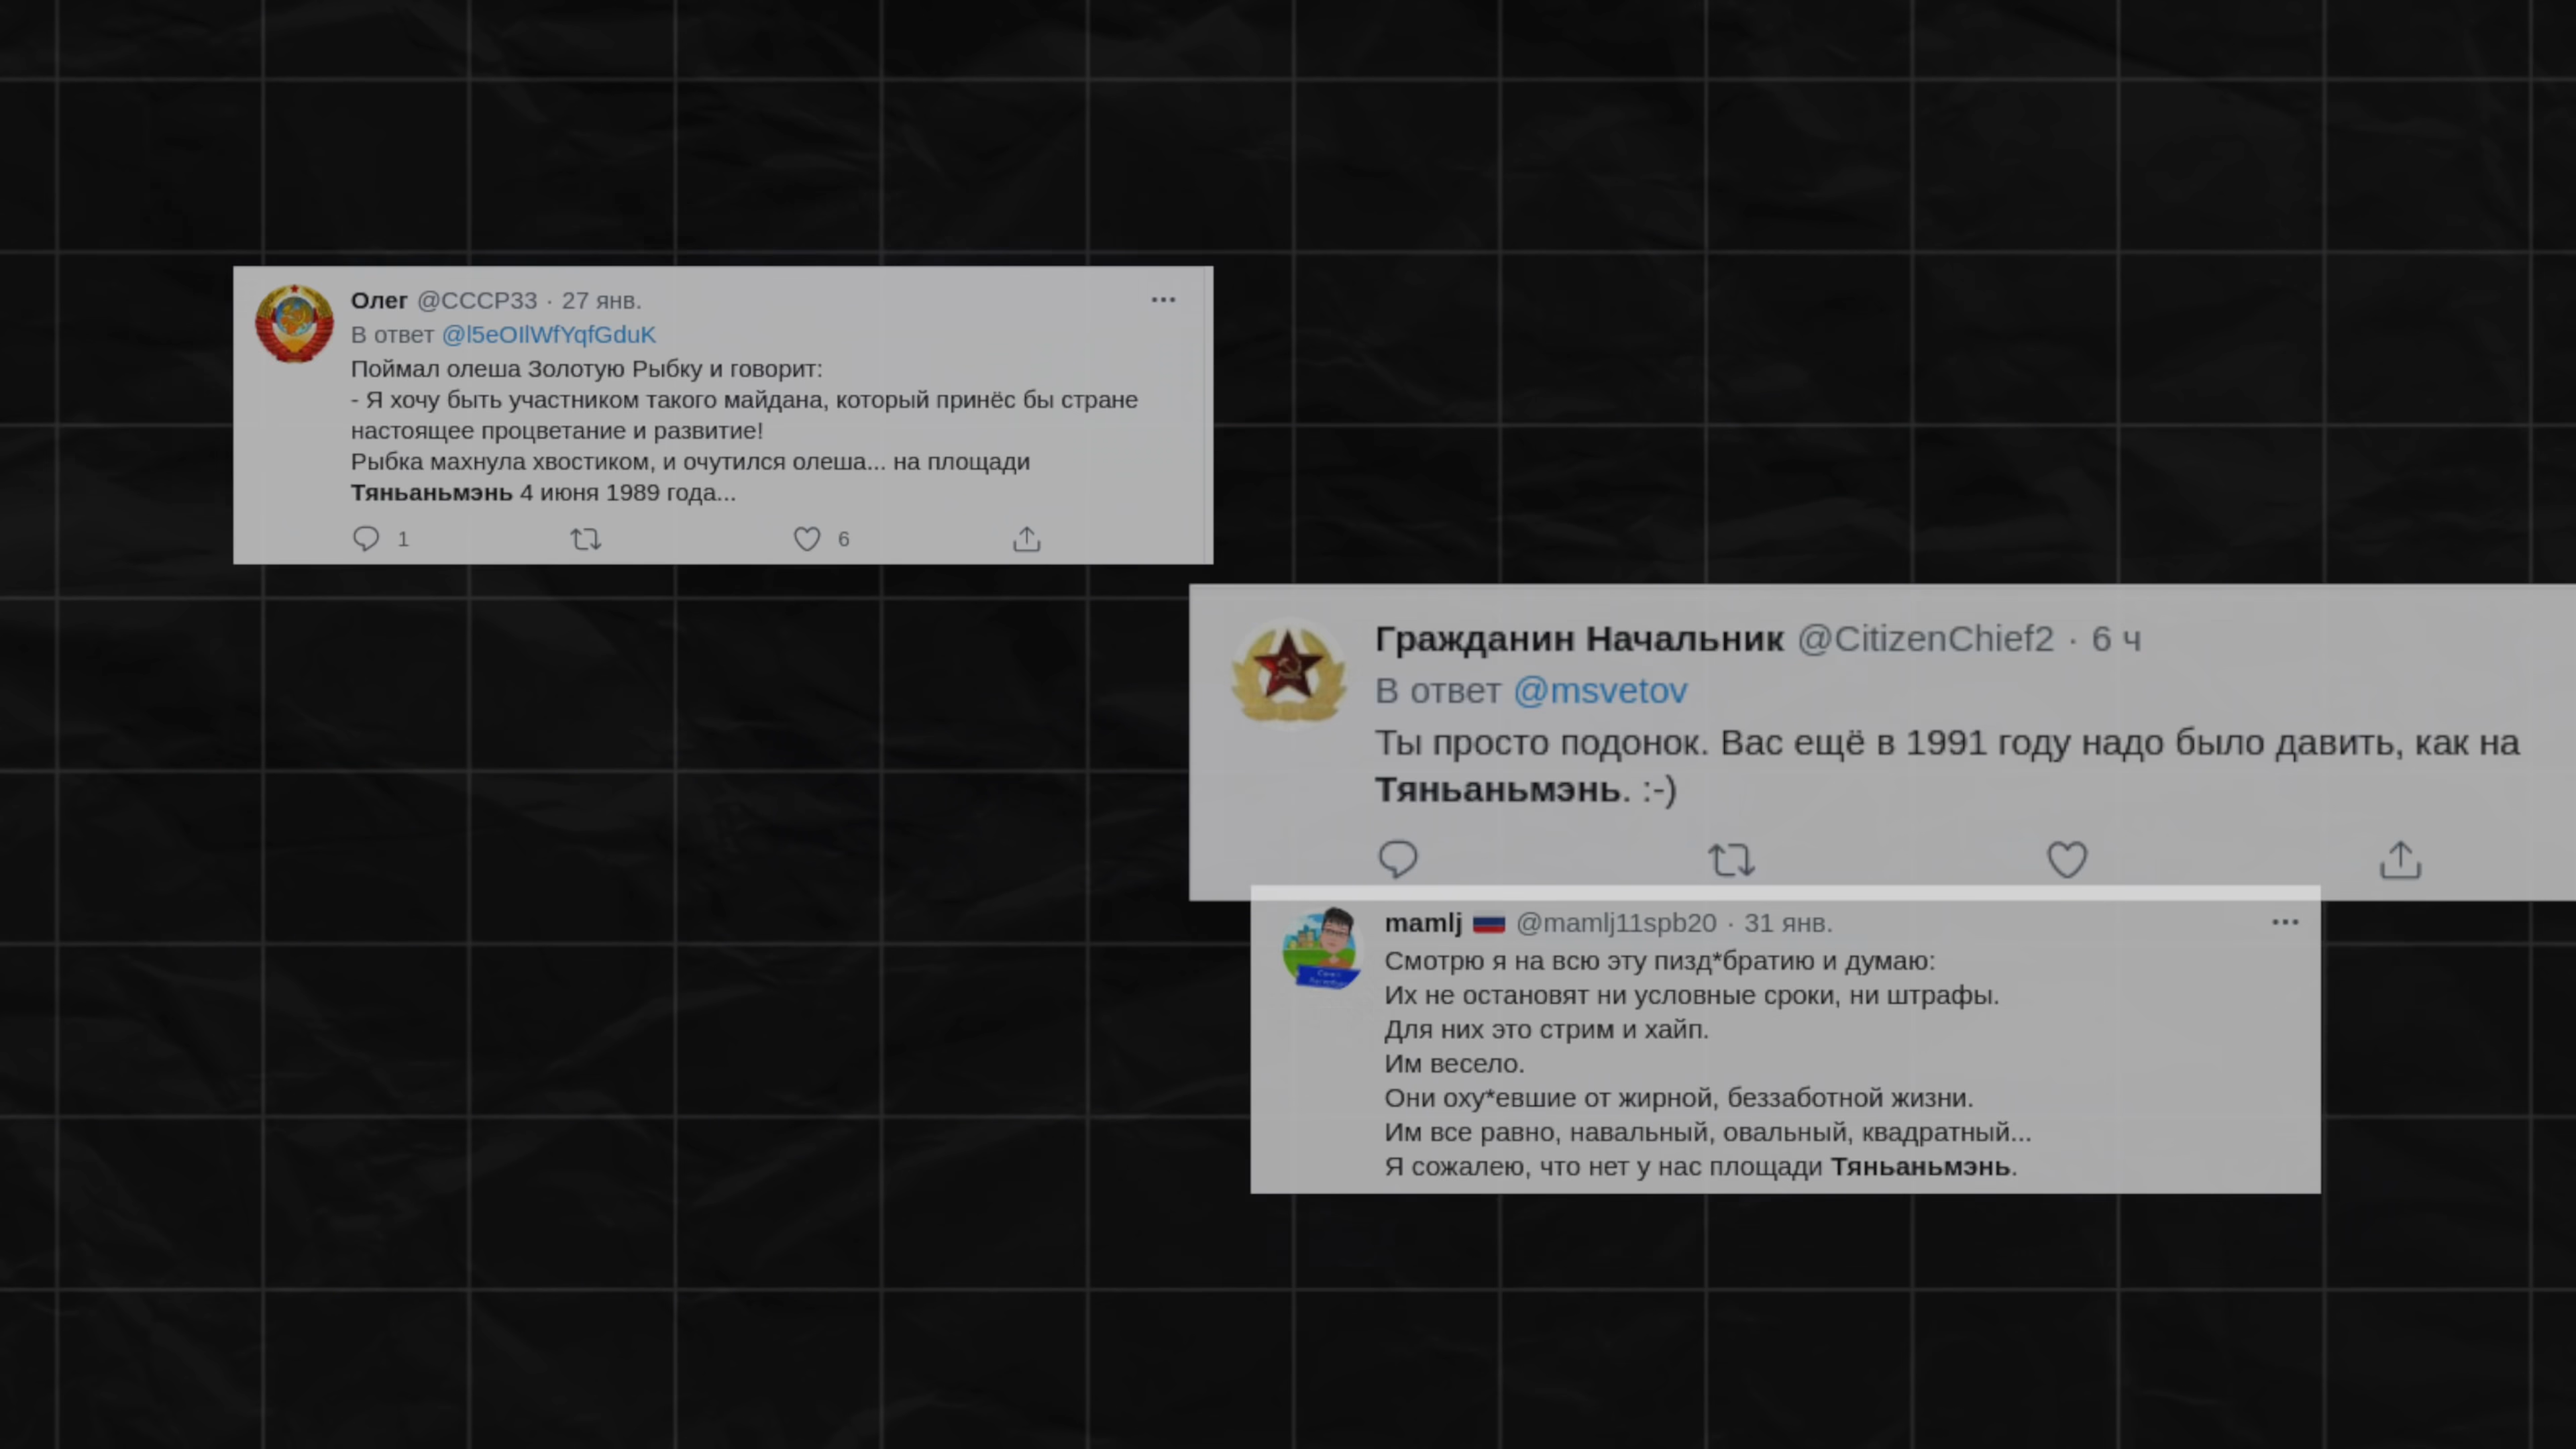 Олег @СССР33 · 27 янв.
В ответ @l5eOIlWfYqfGduK
Поймал олеша Золотую Рыбку и говорит:
- Я хочу быть участником такого майдана, который принёс бы стране
настоящее процветание и развитие!
Рыбка махнула хвостиком, и очутился олеша... на площади
Тяньаньмэнь 4 июня 1989 года...
1 6
Гражданин Начальник @CitizenChief2 · 6 ч
В ответ @msvetov
Ты просто подонок. Вас ещё в 1991 году надо было давить, как на
Тяньаньмэнь. :-)
mamlj @mamlj11spb20 · 31 янв.
Смотрю я на всю эту пизд*братию и думаю:
Их не остановят ни условные сроки, ни штрафы.
Для них это стрим и хайп.
Им весело.
Они оху*евшие от жирной, беззаботной жизни.
Им все равно, навальный, овальный, квадратный...
Я сожалею, что нет у нас площади Тяньаньмэнь.